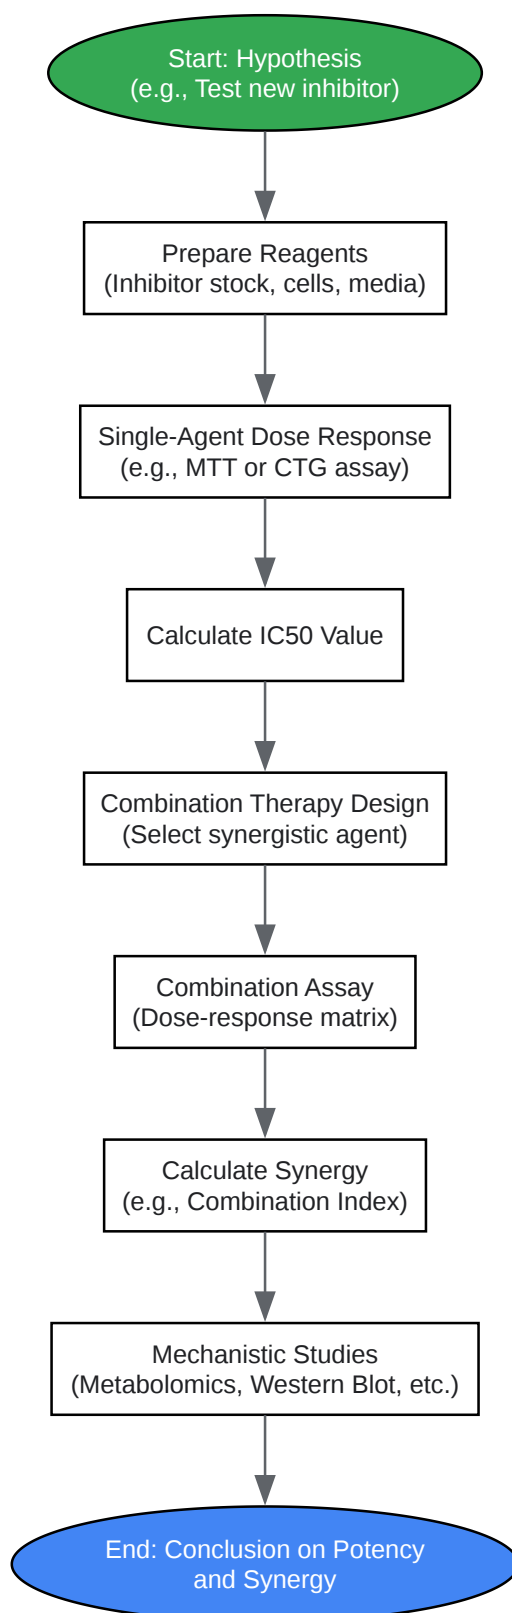 Start: Hypothesis
(e.g., Test new inhibitor)
Prepare Reagents
(Inhibitor stock, cells, media)
Single-Agent Dose Response
(e.g., MTT or CTG assay)
Calculate IC50 Value
Combination Therapy Design
(Select synergistic agent)
Combination Assay
(Dose-response matrix)
Calculate Synergy
(e.g., Combination Index)
Mechanistic Studies
(Metabolomics, Western Blot, etc.)
End: Conclusion on Potency
and Synergy